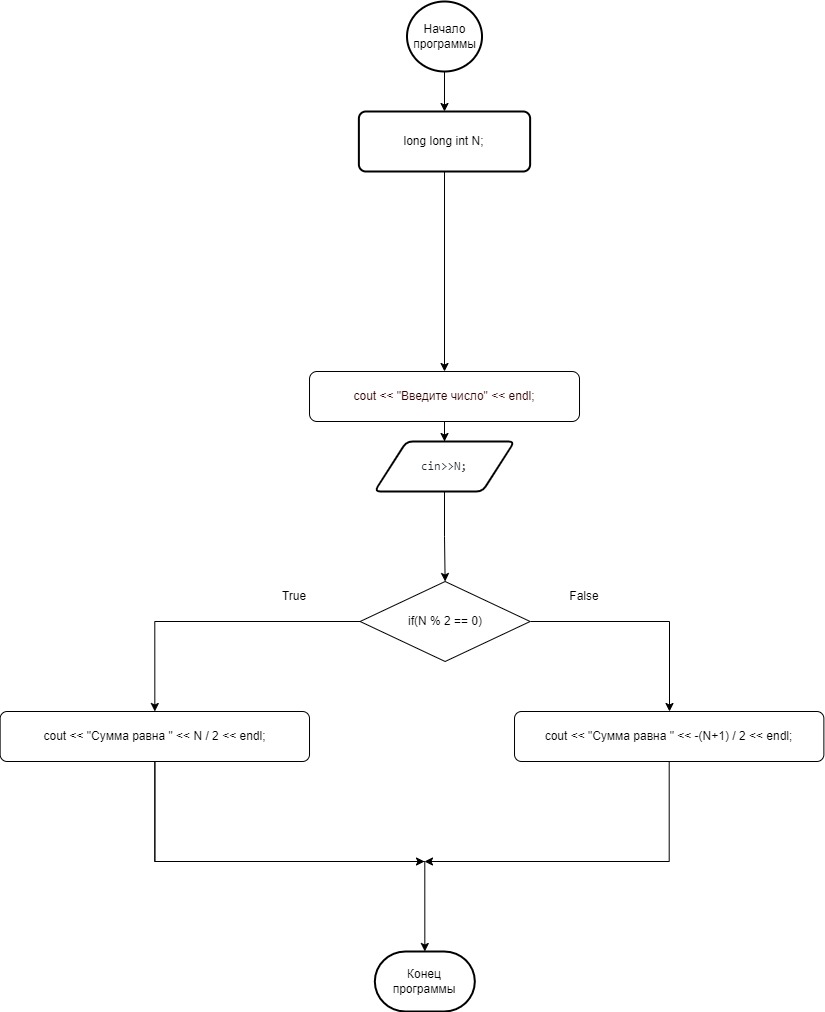 Начало
программы
long long int N;
cout << "Введите число" << endl;
cin>>N;
True
False
if(N % 2 == 0)
cout << "Сумма равна " << N / 2 << endl;
cout << "Сумма равна " << -(N+1) / 2 << endl;
Конец
программы